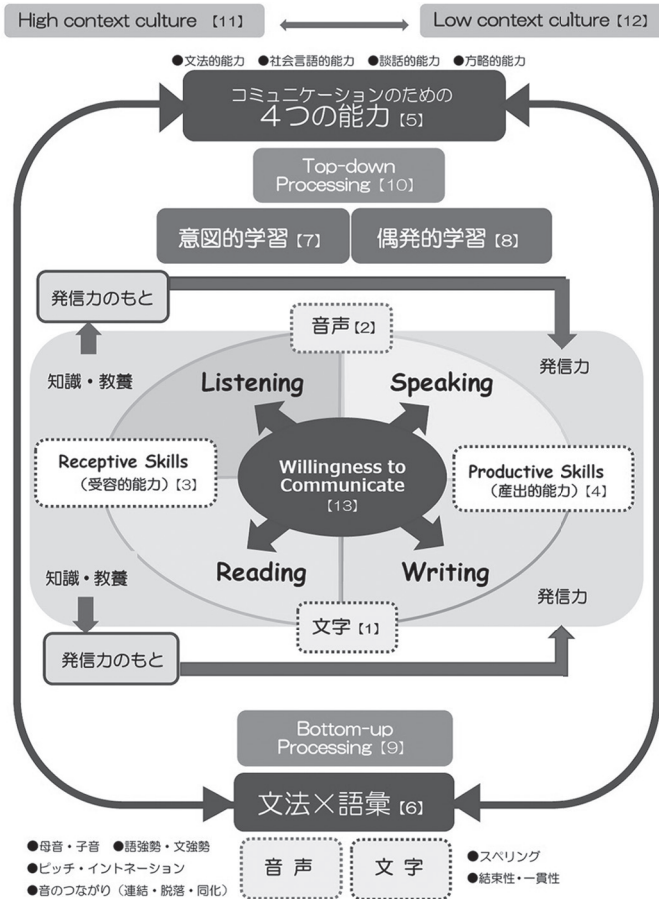 High context culture 【11】
Low context culture 【12】
●文法的能力 ●社会言語的能力 ●談話的能力 ●方略的能力
コミュニケーションのための
4つの能力【5】
Top-down
Processing【10】
意図的学習【7】
偶発的学習【8】
発信力のもと
音声【2】
知識・教養
発信力
Listening
Speaking
Receptive Skills
（受容的能力）【3】
Willingness to
Communicate
【13】
Productive Skills
（産出的能力）【4】
Reading
Writing
知識・教養
発信力
文字【1】
発信力のもと
Bottom-up
Processing【9】
文法×語彙【6】
●母音・子音 ●語強勢・文強勢
●ピッチ・イントネーション
●音のつながり（連結・脱落・同化）
音声
文字
●スペリング
●結束性・一貫性